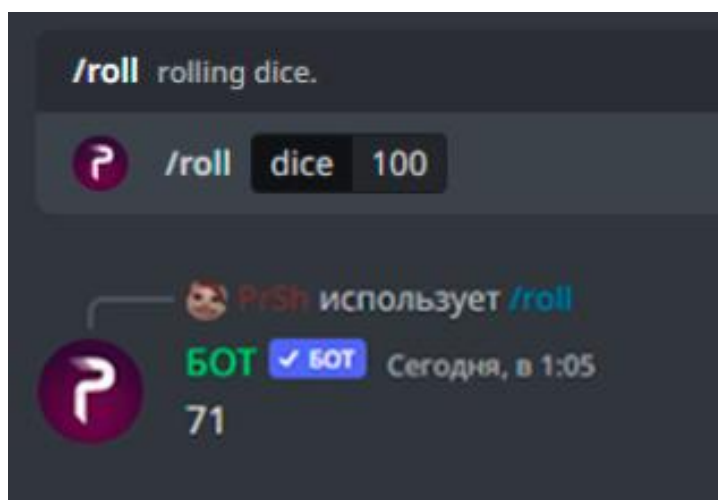 /roll rolling dice.
/roll dice 100
PrSh использует /roll
БОТ ✓ БОТ Сегодня, в 1:05
71